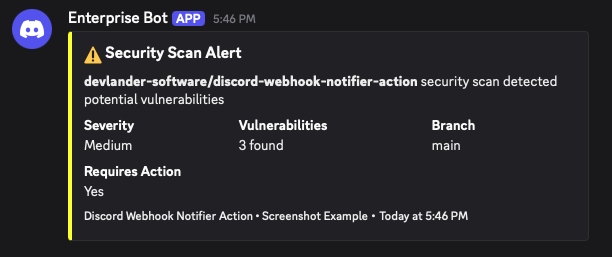 Enterprise Bot APP 5:46 PM
⚠️ Security Scan Alert
devlander-software/discord-webhook-notifier-action security scan detected
potential vulnerabilities
Severity Vulnerabilities Branch
Medium 3 found main
Requires Action
Yes
Discord Webhook Notifier Action • Screenshot Example • Today at 5:46 PM